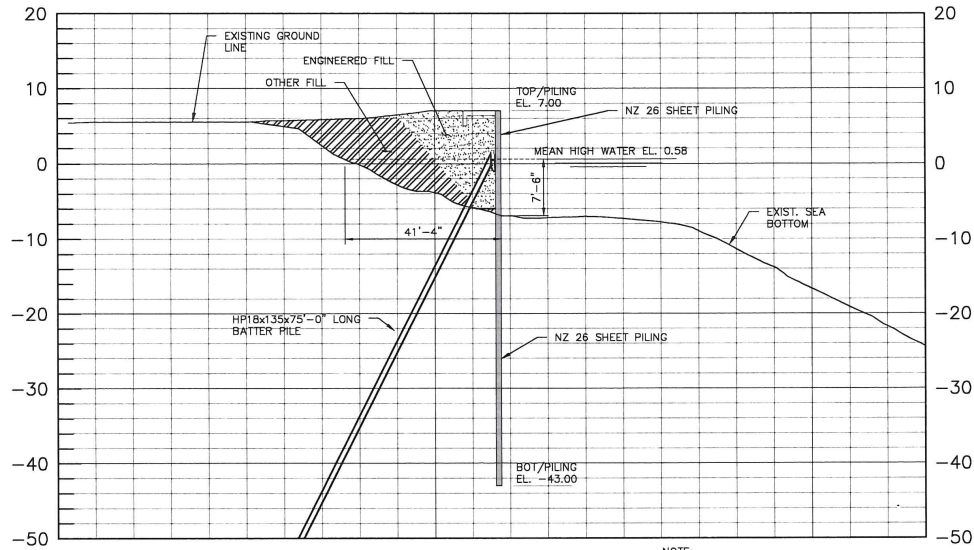 20
20
EXISTING GROUND
LINE
ENGINEERED FILL
OTHER FILL
TOP/PILING
EL. 7.00
10
10
NZ 26 SHEET PILING
MEAN HIGH WATER EL. 0.58
0
0
7'-6"
EXIST. SEA
BOTTOM
41'-4"
-10
-10
HP18x135x75'-0" LONG
BATTER PILE
-20
-20
NZ 26 SHEET PILING
-30
-30
BOT/PILING
EL. -43.00
-40
-40
-50
-50
NOTE